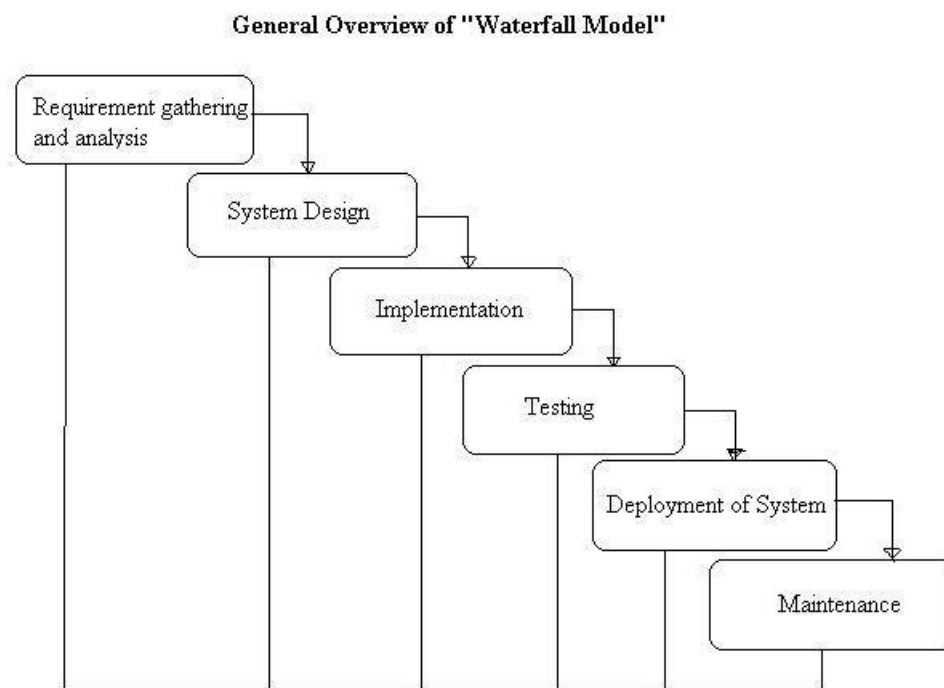 General Overview of "Waterfall Model"
Requirement gathering
and analysis
System Design
Implementation
Testing
Deployment of System
Maintenance